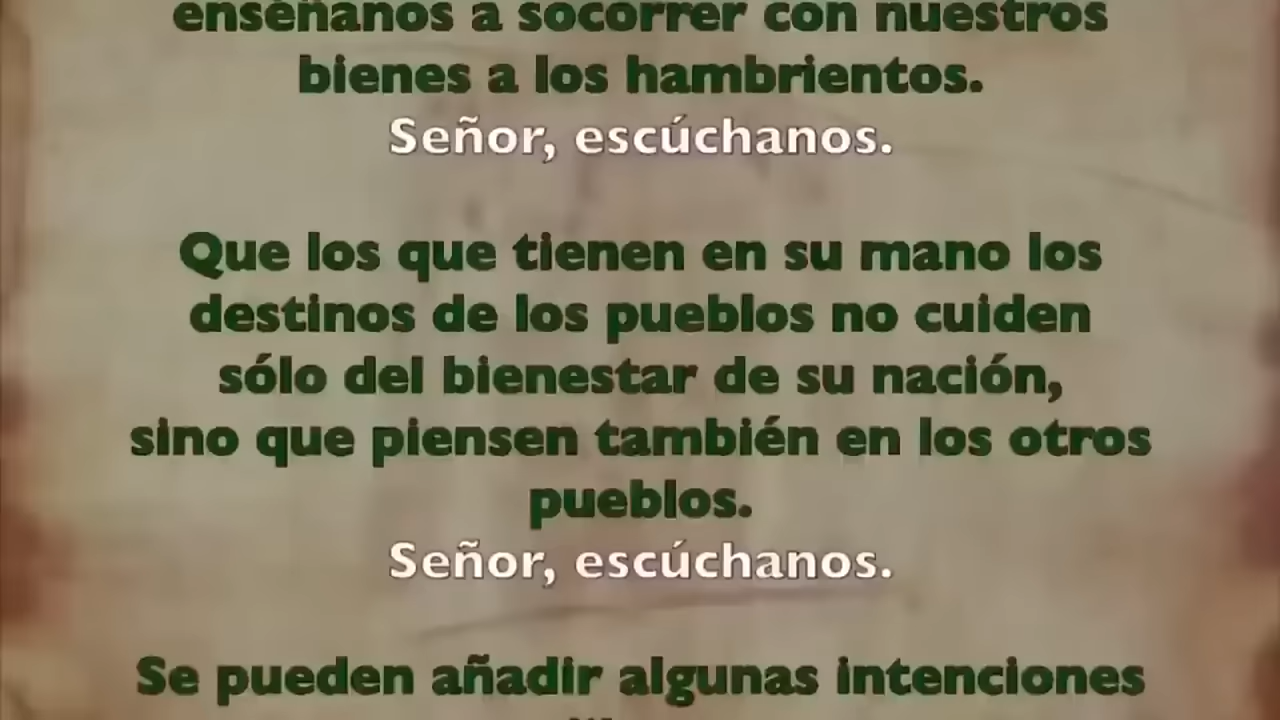 enséñanos a socorrer con nuestros
bienes a los hambrientos.
Señor, escúchanos.
Que los que tienen en su mano los
destinos de los pueblos no cuiden
sólo del bienestar de su nación,
sino que piensen también en los otros
pueblos.
Señor, escúchanos.
Se pueden añadir algunas intenciones